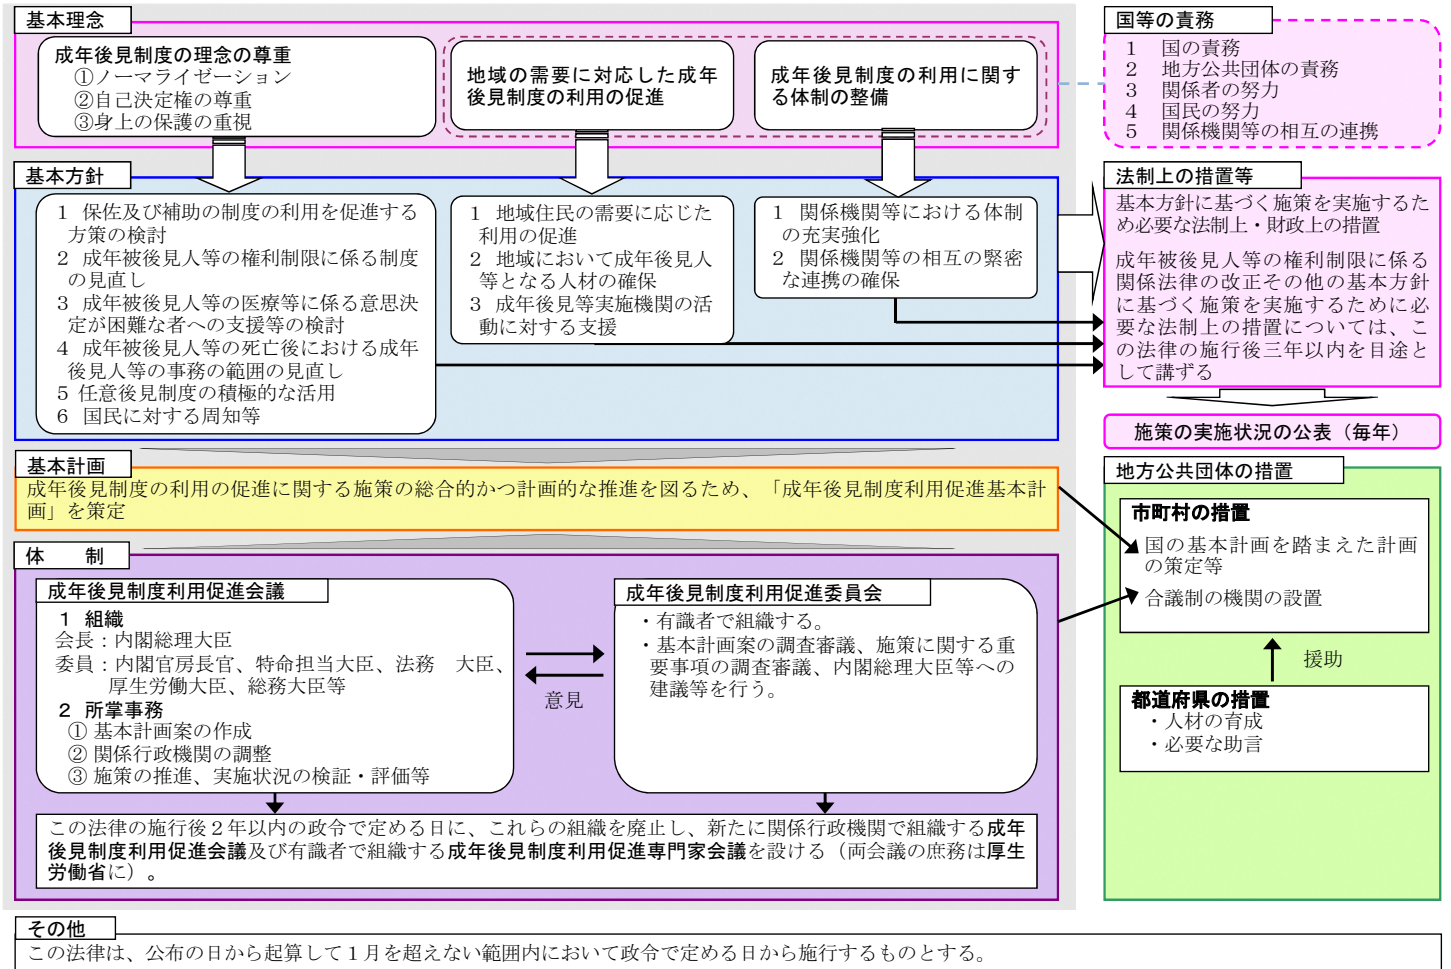 基本理念
成年後見制度の理念の尊重
①ノーマライゼーション
②自己決定権の尊重
③身上の保護の重視
地域の需要に対応した成年
後見制度の利用の促進
成年後見制度の利用に関す
る体制の整備
国等の責務
1 国の責務
2 地方公共団体の責務
3 関係者の努力
4 国民の努力
5 関係機関等の相互の連携
基本方針
1 保佐及び補助の制度の利用を促進する
方策の検討
2 成年被後見人等の権利制限に係る制度
の見直し
3 成年被後見人等の医療等に係る意思決
定が困難な者への支援等の検討
4 成年被後見人等の死亡後における成年
後見人等の事務の範囲の見直し
5 任意後見制度の積極的な活用
6 国民に対する周知等
1 地域住民の需要に応じた
利用の促進
2 地域において成年後見人
等となる人材の確保
3 成年後見等実施機関の活
動に対する支援
1 関係機関等における体制
の充実強化
2 関係機関等の相互の緊密
な連携の確保
法制上の措置等
基本方針に基づく施策を実施するた
め必要な法制上・財政上の措置
成年被後見人等の権利制限に係る
関係法律の改正その他の基本方針
に基づく施策を実施するために必
要な法制上の措置については、こ
の法律の施行後三年以内を目途と
して講ずる
施策の実施状況の公表（毎年）
基本計画
成年後見制度の利用の促進に関する施策の総合的かつ計画的な推進を図るため、「成年後見制度利用促進基本計
画」を策定
体　制
成年後見制度利用促進会議
1 組織
会長：内閣総理大臣
委員：内閣官房長官、特命担当大臣、法務　大臣、
厚生労働大臣、総務大臣等
2 所掌事務
① 基本計画案の作成
② 関係行政機関の調整
③ 施策の推進、実施状況の検証・評価等
意見
成年後見制度利用促進委員会
・有識者で組織する。
・基本計画案の調査審議、施策に関する重
要事項の調査審議、内閣総理大臣等への
建議等を行う。
この法律の施行後２年以内の政令で定める日に、これらの組織を廃止し、新たに関係行政機関で組織する成年
後見制度利用促進会議及び有識者で組織する成年後見制度利用促進専門家会議を設ける（両会議の庶務は厚生
労働省に）。
地方公共団体の措置
市町村の措置
国の基本計画を踏まえた計画
の策定等
合議制の機関の設置
援助
都道府県の措置
・人材の育成
・必要な助言
その他
この法律は、公布の日から起算して１月を超えない範囲内において政令で定める日から施行するものとする。